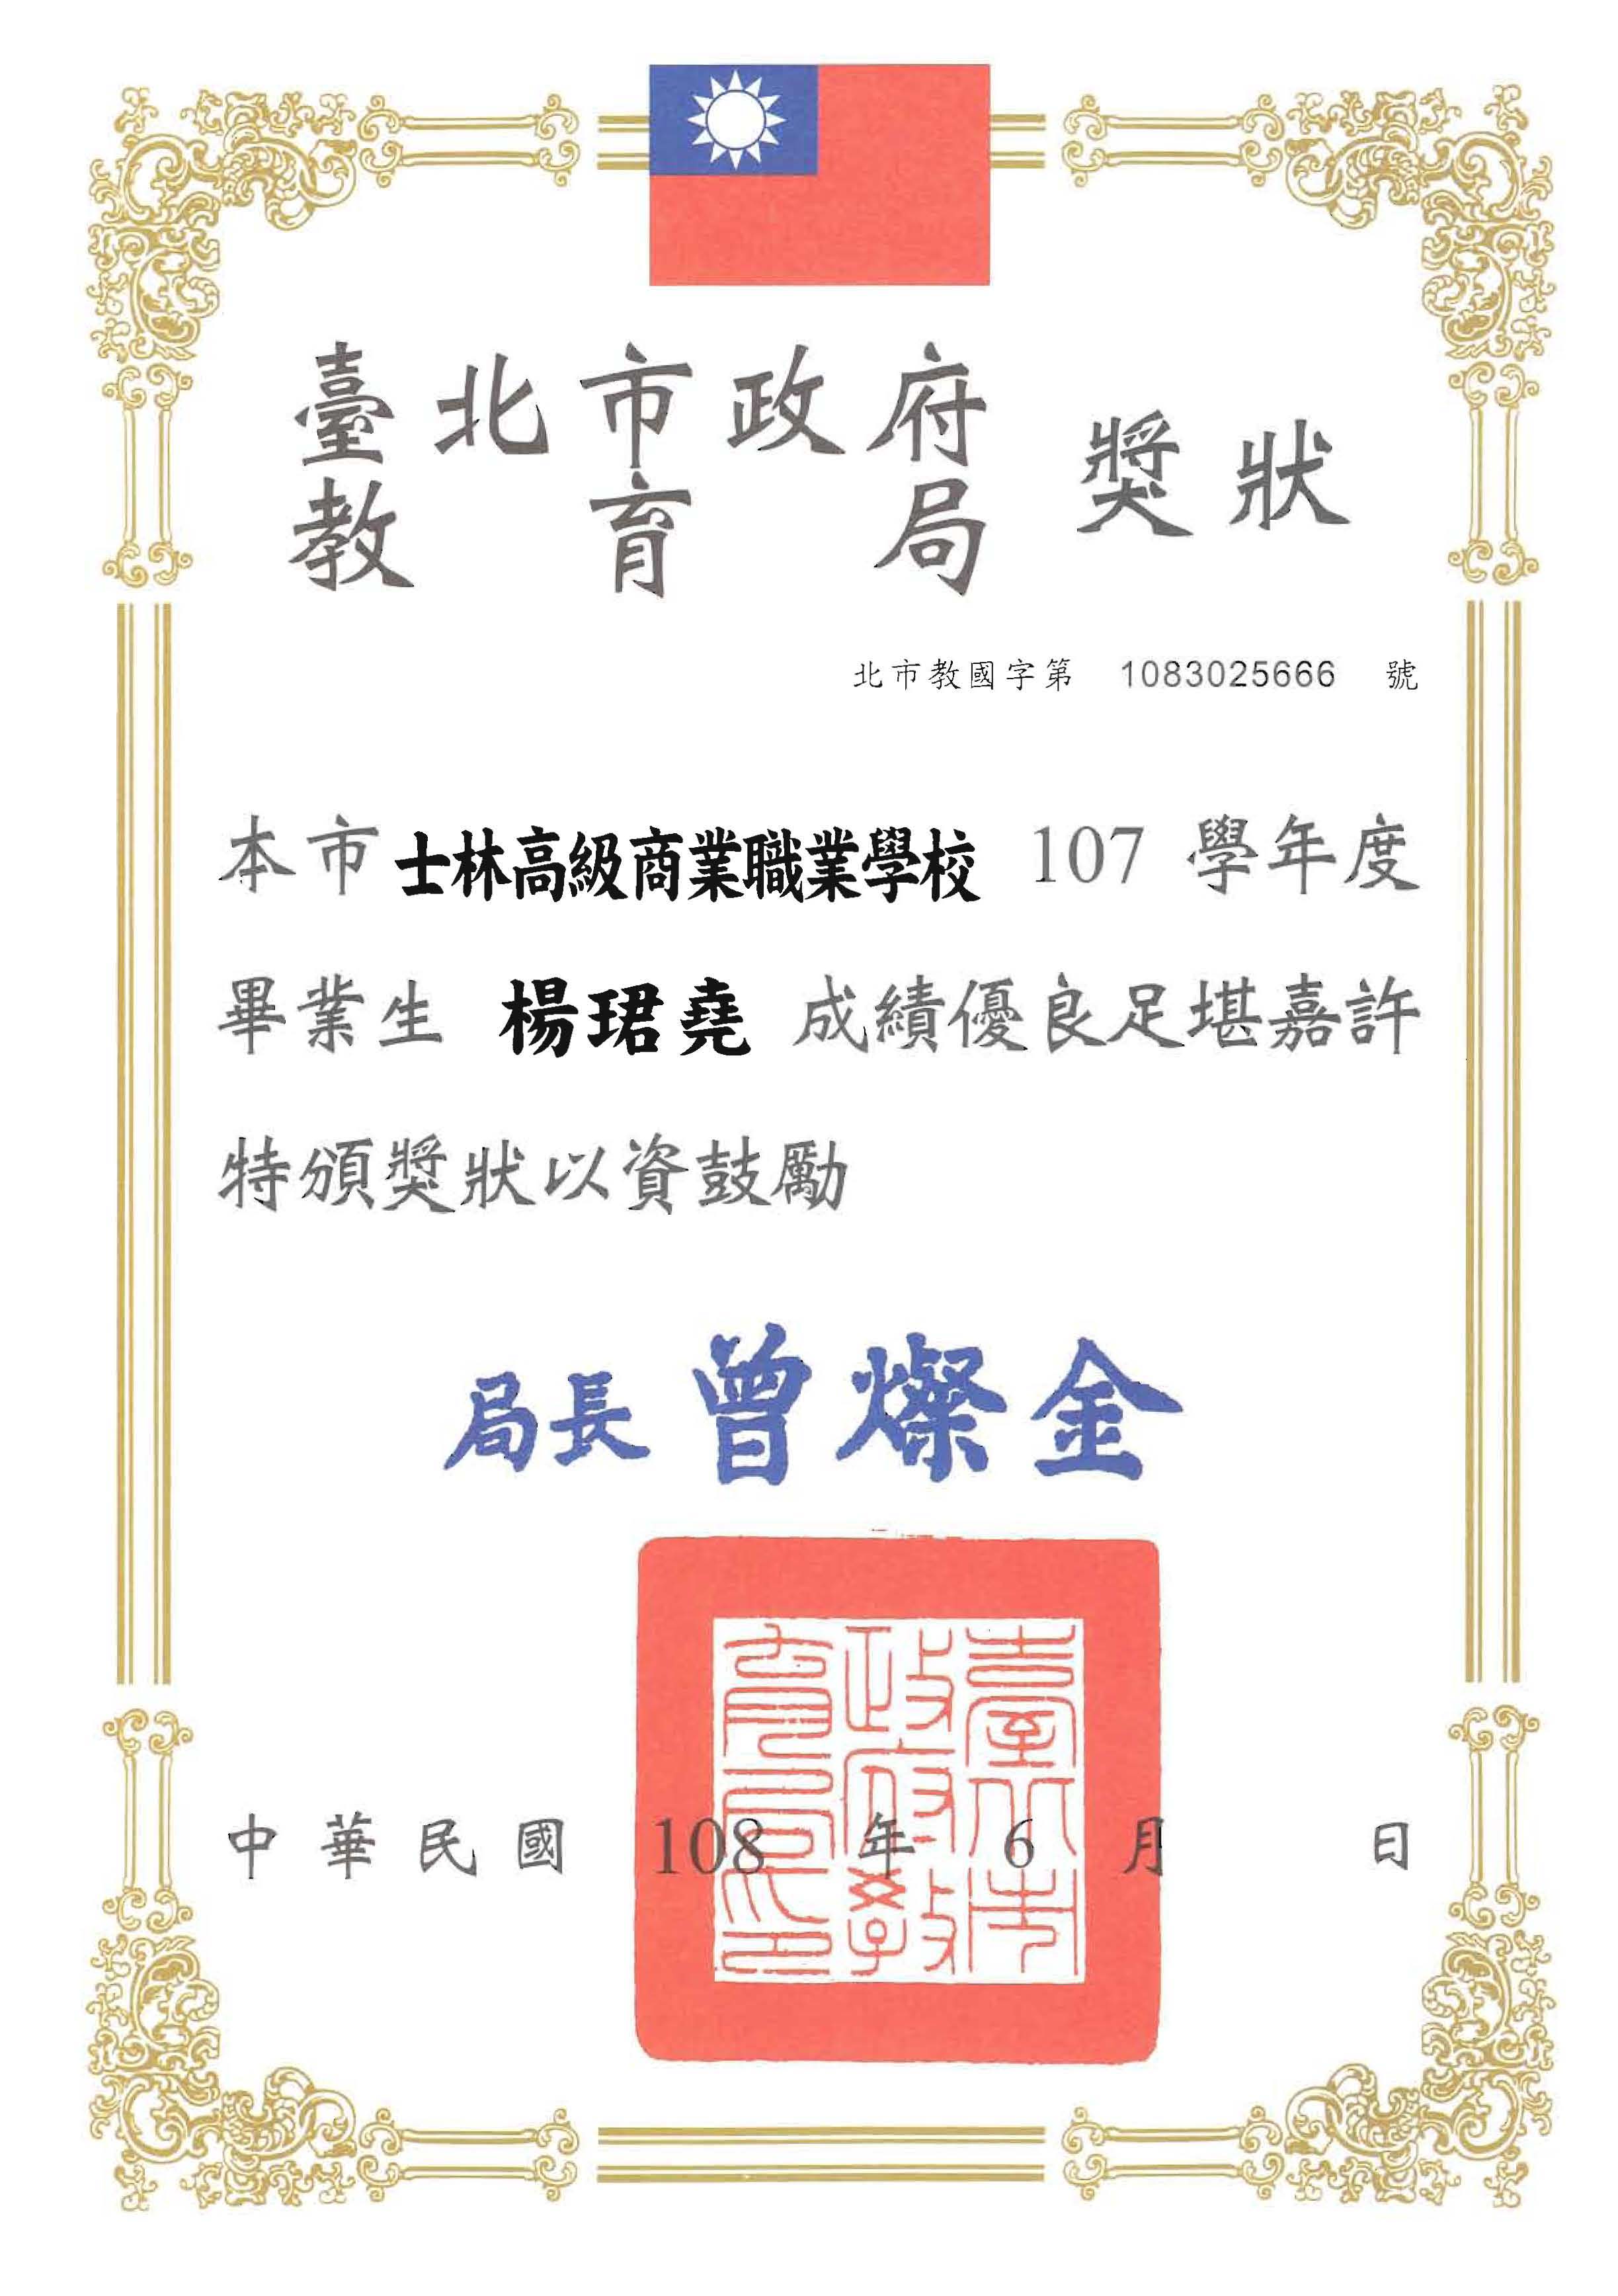 臺北市政府
教育局 獎狀
北市教國字第 1083025666 號
本市士林高級商業職業學校 107 學年度
畢業生 楊珺堯 成績優良足堪嘉許
特頒獎狀以資鼓勵
局長 曾燦金
臺北市政府教育局印
中華民國 108 年 6 月 日